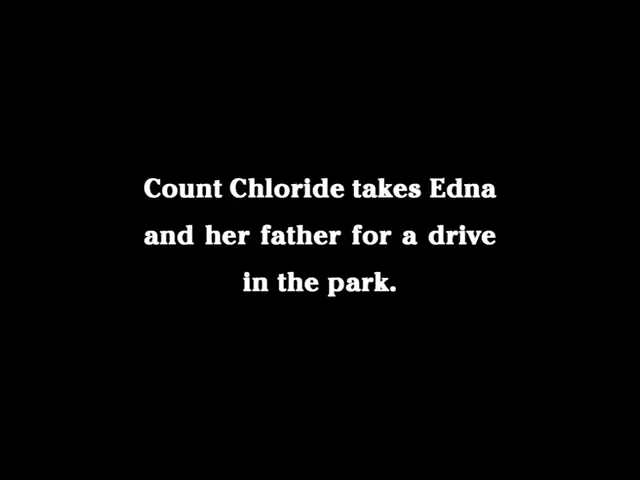 Count Chloride takes Edna
and her father for a drive
in the park.